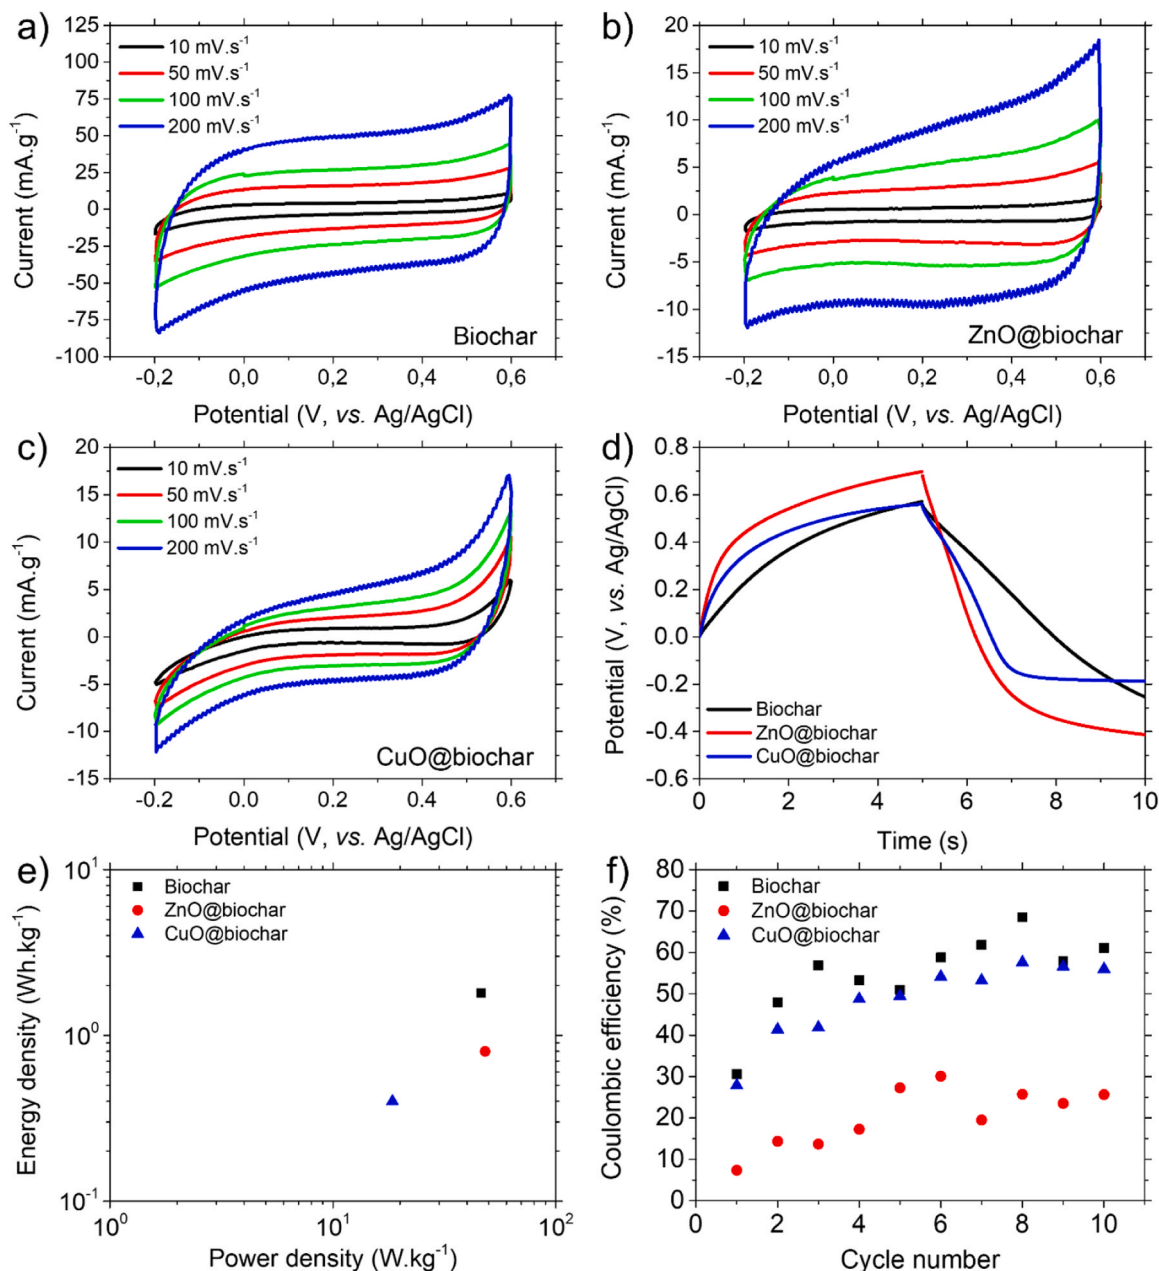 a)
125
100
75
50
25
0
-25
-50
-75
-100
10 mV.s⁻¹
50 mV.s⁻¹
100 mV.s⁻¹
200 mV.s⁻¹
Biochar
Current (mA.g⁻¹)
-0,2 0,0 0,2 0,4 0,6
Potential (V, vs. Ag/AgCl)
b)
20
15
10
5
0
-5
-10
-15
10 mV.s⁻¹
50 mV.s⁻¹
100 mV.s⁻¹
200 mV.s⁻¹
ZnO@biochar
Current (mA.g⁻¹)
-0,2 0,0 0,2 0,4 0,6
Potential (V, vs. Ag/AgCl)
c)
20
15
10
5
0
-5
-10
-15
10 mV.s⁻¹
50 mV.s⁻¹
100 mV.s⁻¹
200 mV.s⁻¹
CuO@biochar
Current (mA.g⁻¹)
-0.2 0.0 0.2 0.4 0.6
Potential (V, vs. Ag/AgCl)
d)
0.8
0.6
0.4
0.2
0.0
-0.2
-0.4
-0.6
Biochar
ZnO@biochar
CuO@biochar
Potential (V, vs. Ag/AgCl)
0 2 4 6 8 10
Time (s)
e)
10¹
10⁰
10⁻¹
Biochar
ZnO@biochar
CuO@biochar
Energy density (Wh.kg⁻¹)
10⁰ 10¹ 10²
Power density (W.kg⁻¹)
f)
80
70
60
50
40
30
20
10
0
Biochar
ZnO@biochar
CuO@biochar
Coulombic efficiency (%)
0 2 4 6 8 10
Cycle number